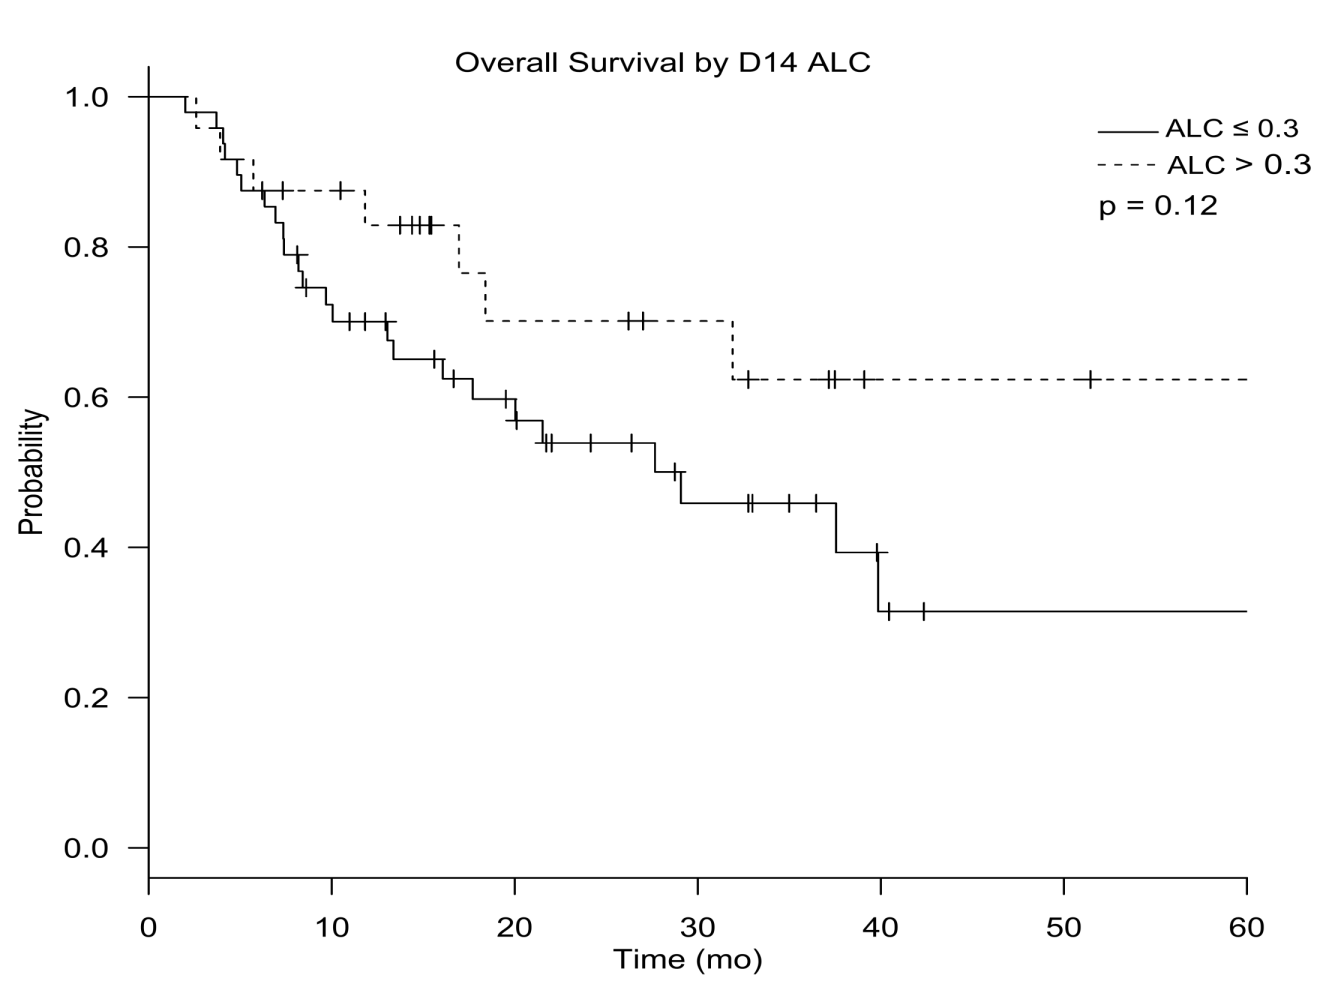 Overall Survival by D14 ALC
ALC ≤ 0.3
ALC > 0.3
p = 0.12
Probability
1.0
0.8
0.6
0.4
0.2
0.0
0 10 20 30 40 50 60
Time (mo)